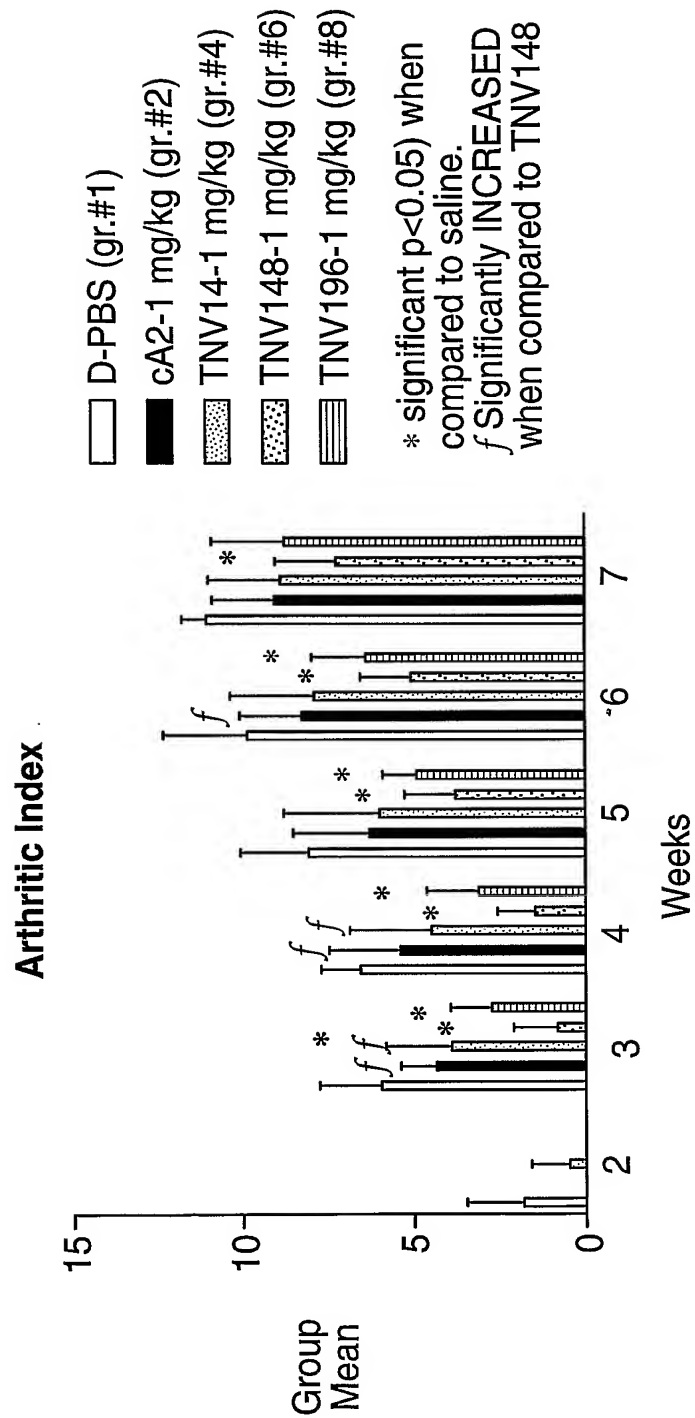 Arthritic Index
Group
Mean
15
10
5
0
2
3
4
5
6
7
Weeks
f
f
*
*
*
f
f
*
*
*
*
f
*
*
*
D-PBS (gr.#1)
cA2-1 mg/kg (gr.#2)
TNV14-1 mg/kg (gr.#4)
TNV148-1 mg/kg (gr.#6)
TNV196-1 mg/kg (gr.#8)
* significant p<0.05) when
compared to saline.
f Significantly INCREASED
when compared to TNV148